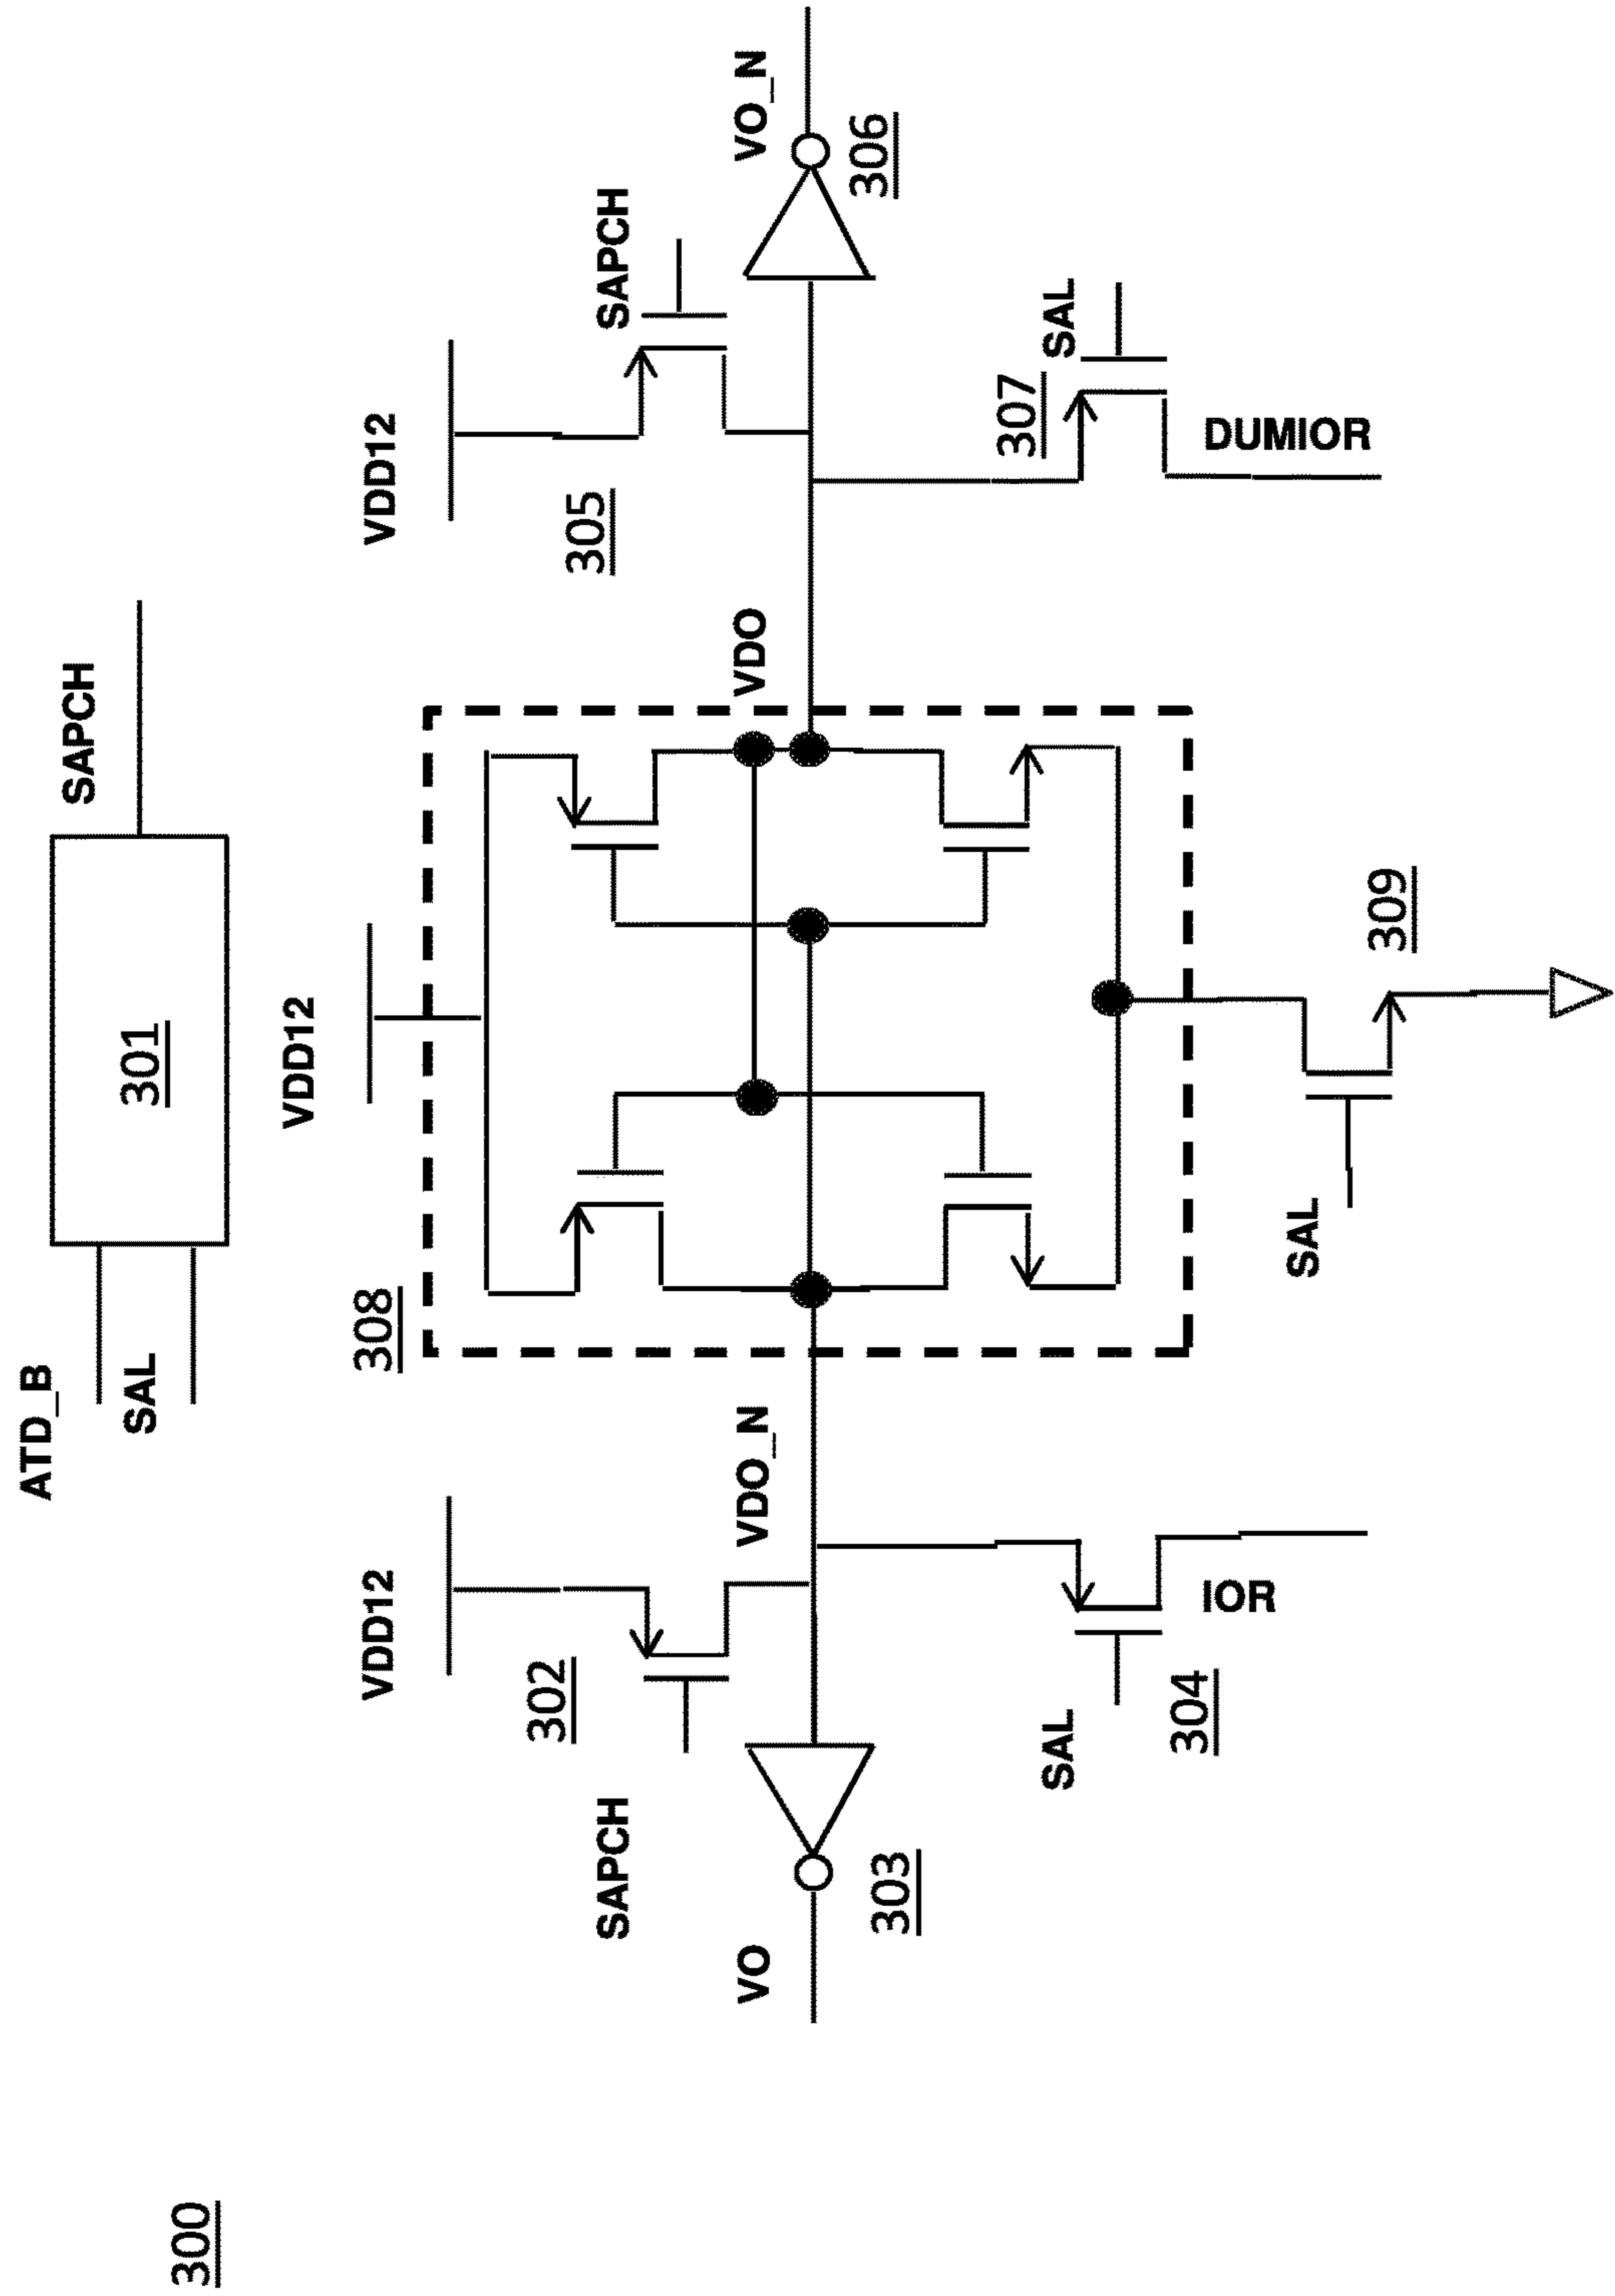 300
ATD_B
SAL
301
SAPCH
308
VDD12
VDD12
302
SAPCH
VDD12
305
SAPCH
VO
303
VDO_N
VDO
VO_N
306
SAL
304
IOR
SAL
309
307
SAL
DUMIOR